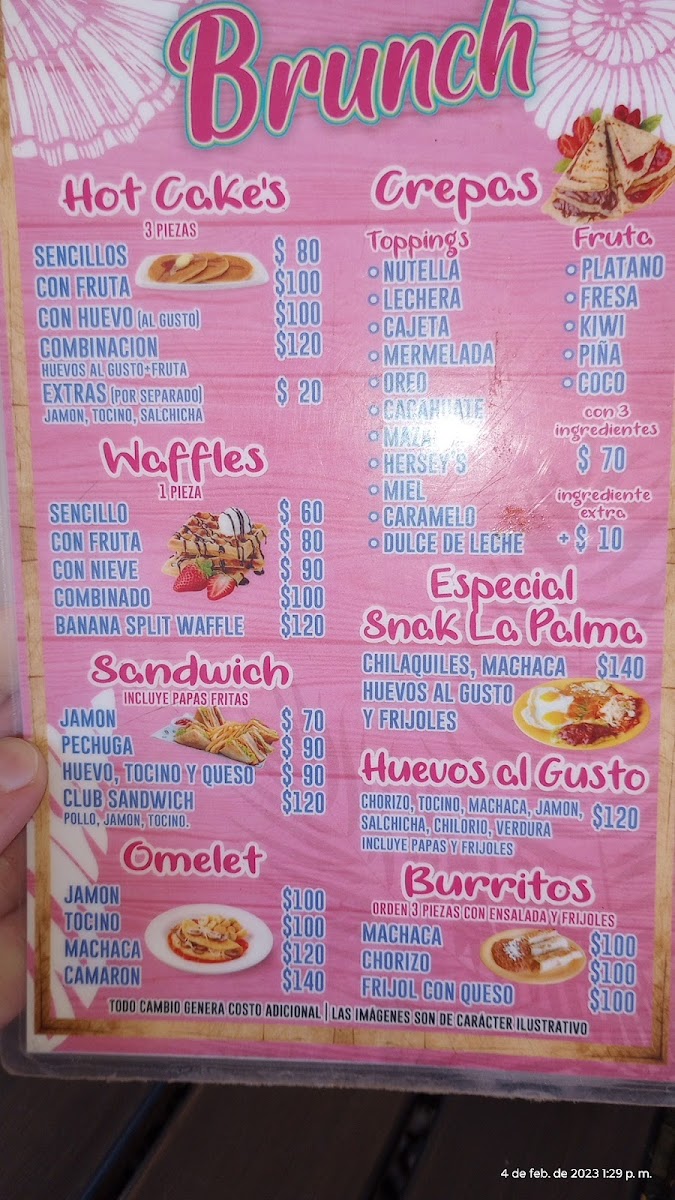 Brunch
Hot Cake's
3 PIEZAS
SENCILLOS $ 80
CON FRUTA $100
CON HUEVO (AL GUSTO) $100
COMBINACION $120
HUEVOS AL GUSTO+FRUTA
EXTRAS (POR SEPARADO) $ 20
JAMON, TOCINO, SALCHICHA
Waffles
1 PIEZA
SENCILLO $ 60
CON FRUTA $ 80
CON NIEVE $ 90
COMBINADO $100
BANANA SPLIT WAFFLE $120
Sandwich
INCLUYE PAPAS FRITAS
JAMON $ 70
PECHUGA $ 90
HUEVO, TOCINO Y QUESO $ 90
CLUB SANDWICH $120
POLLO, JAMON, TOCINO.
Omelet
JAMON $100
TOCINO $100
MACHACA $120
CAMARON $140
Crepas
Toppings
NUTELLA
LECHERA
CAJETA
MERMELADA
OREO
CACAHUATE
HERSEY'S
MIEL
CARAMELO
DULCE DE LECHE
Fruta
PLATANO
FRESA
KIWI
PIÑA
COCO
con 3
ingredientes
$ 70
ingrediente
extra
+$ 10
Especial
Snak La Palma
CHILAQUILES, MACHACA $140
HUEVOS AL GUSTO
Y FRIJOLES
Huevos al Gusto
CHORIZO, TOCINO, MACHACA, JAMON, $120
SALCHICHA, CHILORIO, VERDURA
INCLUYE PAPAS Y FRIJOLES
Burritos
ORDEN 3 PIEZAS CON ENSALADA Y FRIJOLES
MACHACA $100
CHORIZO $100
FRIJOL CON QUESO $100
TODO CAMBIO GENERA COSTO ADICIONAL | LAS IMÁGENES SON DE CARÁCTER ILUSTRATIVO
4 de feb. de 2023 1:29 p. m.